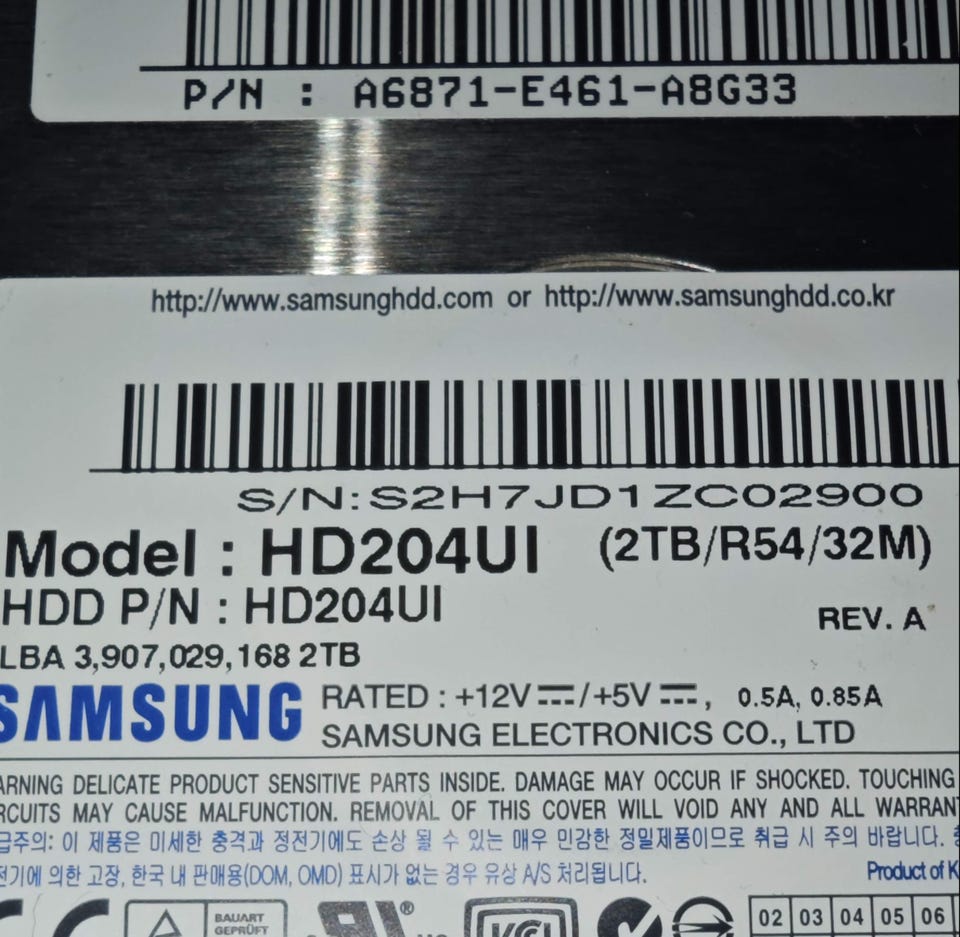 P/N : A6871-E461-A8G33
http://www.samsunghdd.com or http://www.samsunghdd.co.kr
S/N: S2H7JD1ZC02900
Model : HD204UI (2TB/R54/32M)
HDD P/N : HD204UI
REV. A
LBA 3,907,029,168 2TB
SAMSUNG
RATED : +12V /+5V , 0.5A, 0.85A
SAMSUNG ELECTRONICS CO., LTD
ARNING DELICATE PRODUCT SENSITIVE PARTS INSIDE. DAMAGE MAY OCCUR IF SHOCKED. TOUCHING
RCUITS MAY CAUSE MALFUNCTION. REMOVAL OF THIS COVER WILL VOID ANY AND ALL WARRAN
급주의: 이 제품은 미세한 충격과 정전기에도 손상 될 수 있는 매우 민감한 정밀제품이므로 취급 시 주의 바랍니다.
전기에 의한 고장, 한국 내 판매용(DOM, OMD) 표시가 없는 경우 유상 A/S 처리됩니다.
Product of K
BAUART
GEPRÜFT
02 03 04 05 06